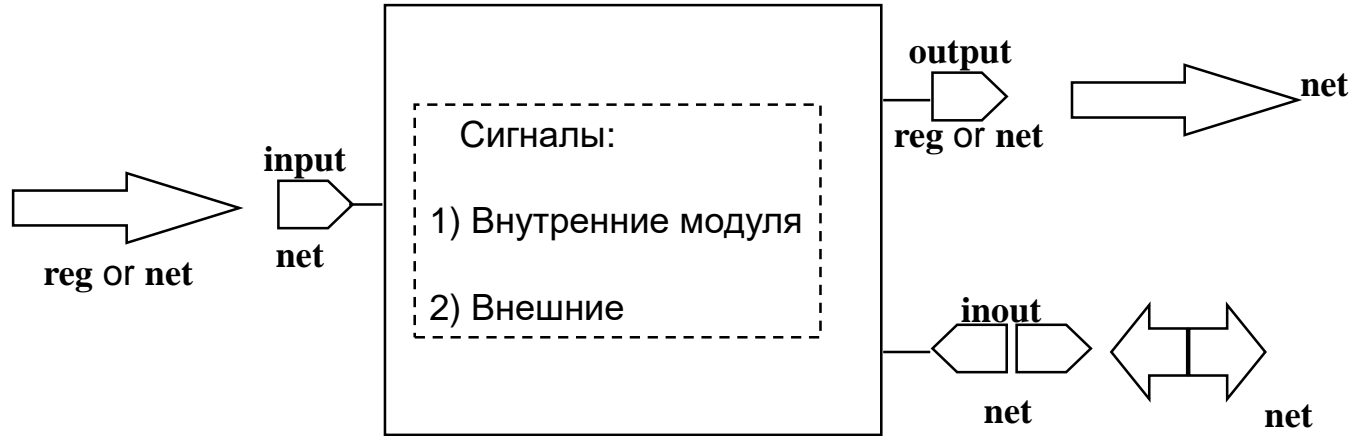 input
net
reg or net
Сигналы:
1) Внутренние модуля
2) Внешние
output
reg or net
net
inout
net
net